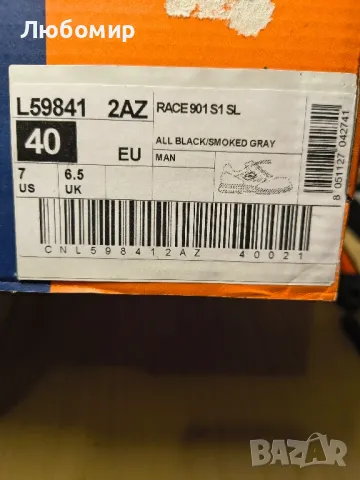 Любомир
L59841 2AZ RACE 901 S1 SL
40 EU ALL BLACK/SMOKED GRAY
MAN
7 6.5
US UK
8 051127 042741
CNL598412AZ 40021
BAZAR